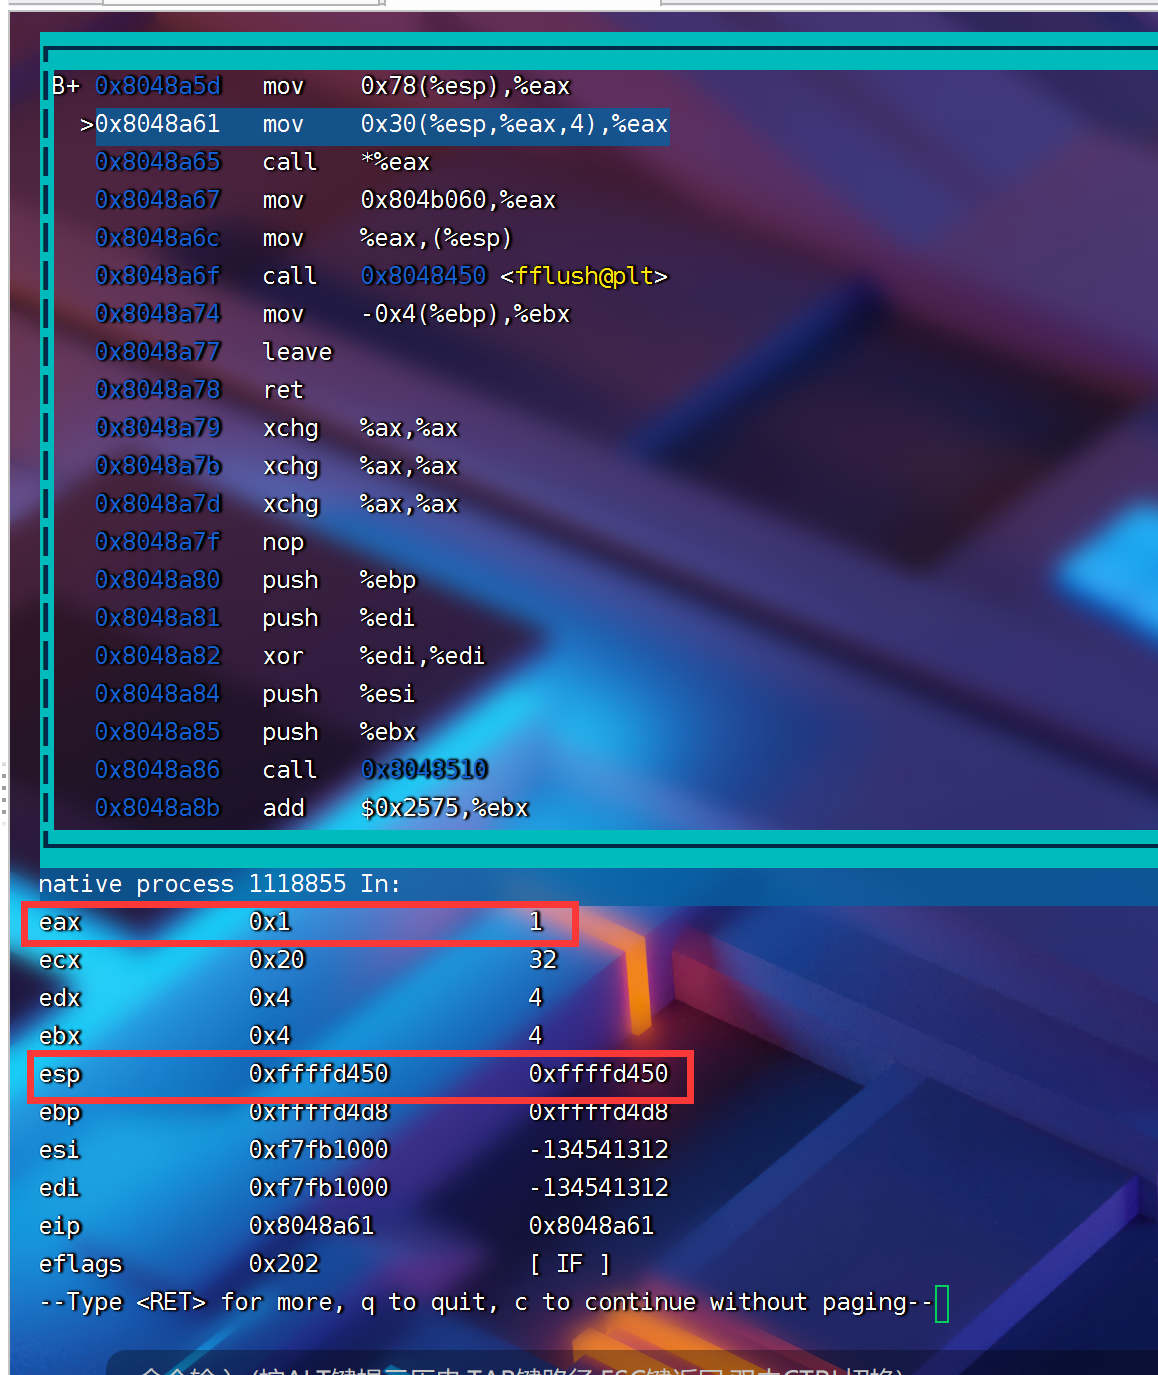 B+ 0x8048a5d mov 0x78(%esp),%eax
>0x8048a61 mov 0x30(%esp,%eax,4),%eax
0x8048a65 call *%eax
0x8048a67 mov 0x804b060,%eax
0x8048a6c mov %eax,(%esp)
0x8048a6f call 0x8048450 <fflush@plt>
0x8048a74 mov -0x4(%ebp),%ebx
0x8048a77 leave
0x8048a78 ret
0x8048a79 xchg %ax,%ax
0x8048a7b xchg %ax,%ax
0x8048a7d xchg %ax,%ax
0x8048a7f nop
0x8048a80 push %ebp
0x8048a81 push %edi
0x8048a82 xor %edi,%edi
0x8048a84 push %esi
0x8048a85 push %ebx
0x8048a86 call 0x8048510
0x8048a8b add $0x2575,%ebx
native process 1118855 In:
eax 0x1 1
ecx 0x20 32
edx 0x4 4
ebx 0x4 4
esp 0xffffd450 0xffffd450
ebp 0xffffd4d8 0xffffd4d8
esi 0xf7fb1000 -134541312
edi 0xf7fb1000 -134541312
eip 0x8048a61 0x8048a61
eflags 0x202 [ IF ]
--Type <RET> for more, q to quit, c to continue without paging--